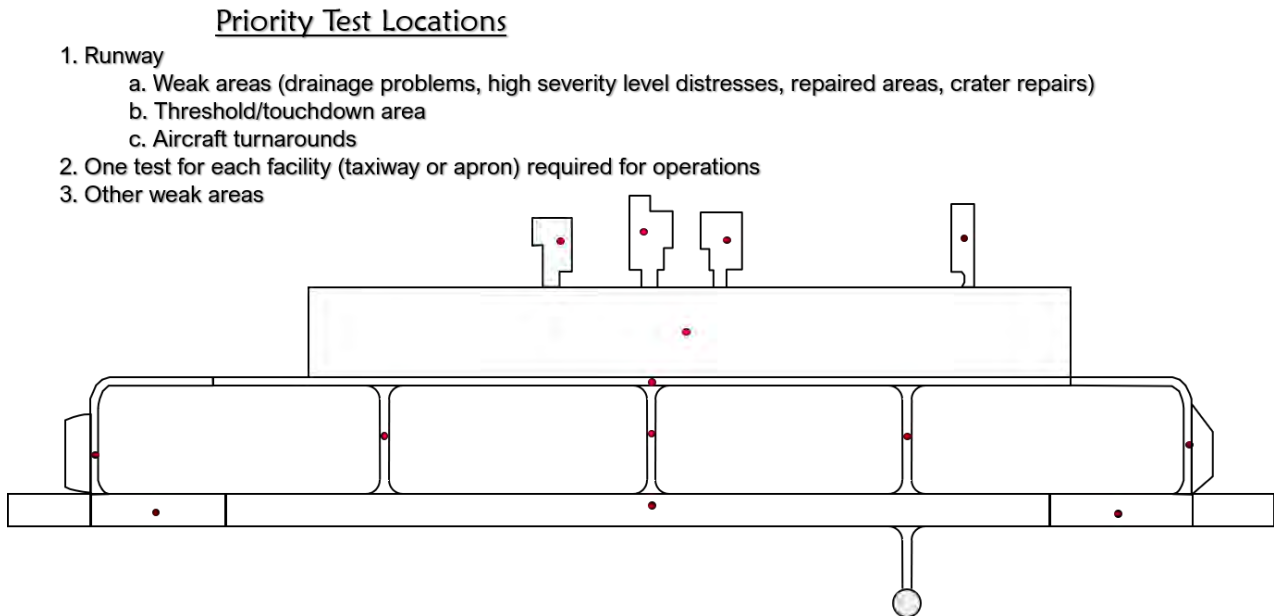 Priority Test Locations
1. Runway
a. Weak areas (drainage problems, high severity level distresses, repaired areas, crater repairs)
b. Threshold/touchdown area
c. Aircraft turnarounds
2. One test for each facility (taxiway or apron) required for operations
3. Other weak areas